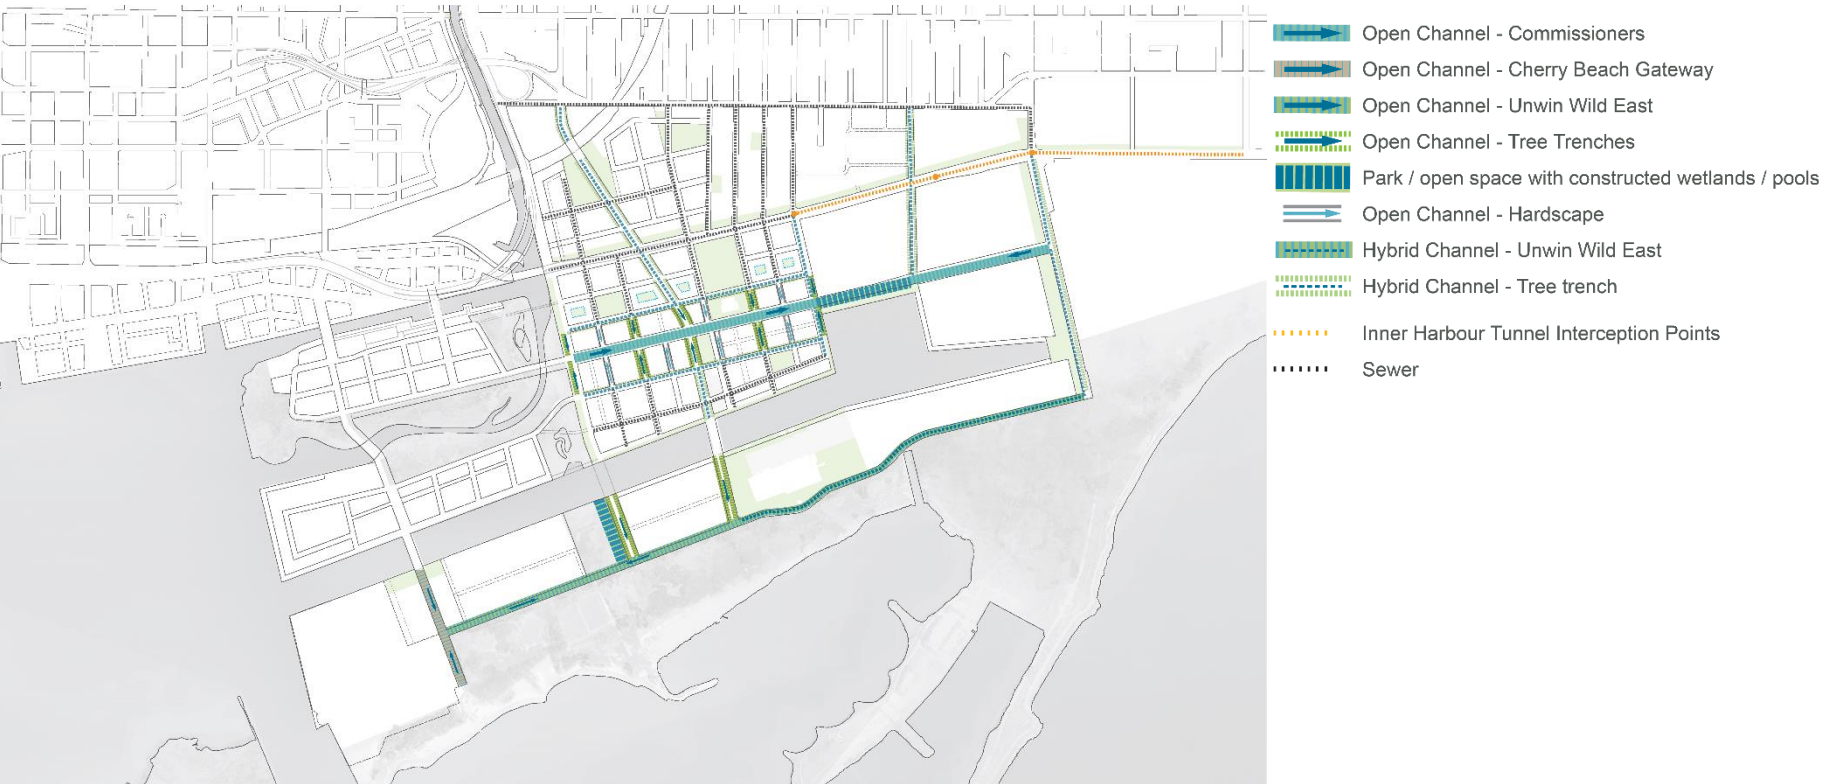 Open Channel - Commissioners
Open Channel - Cherry Beach Gateway
Open Channel - Unwin Wild East
Open Channel - Tree Trenches
Park / open space with constructed wetlands / pools
Open Channel - Hardscape
Hybrid Channel - Unwin Wild East
Hybrid Channel - Tree trench
Inner Harbour Tunnel Interception Points
Sewer